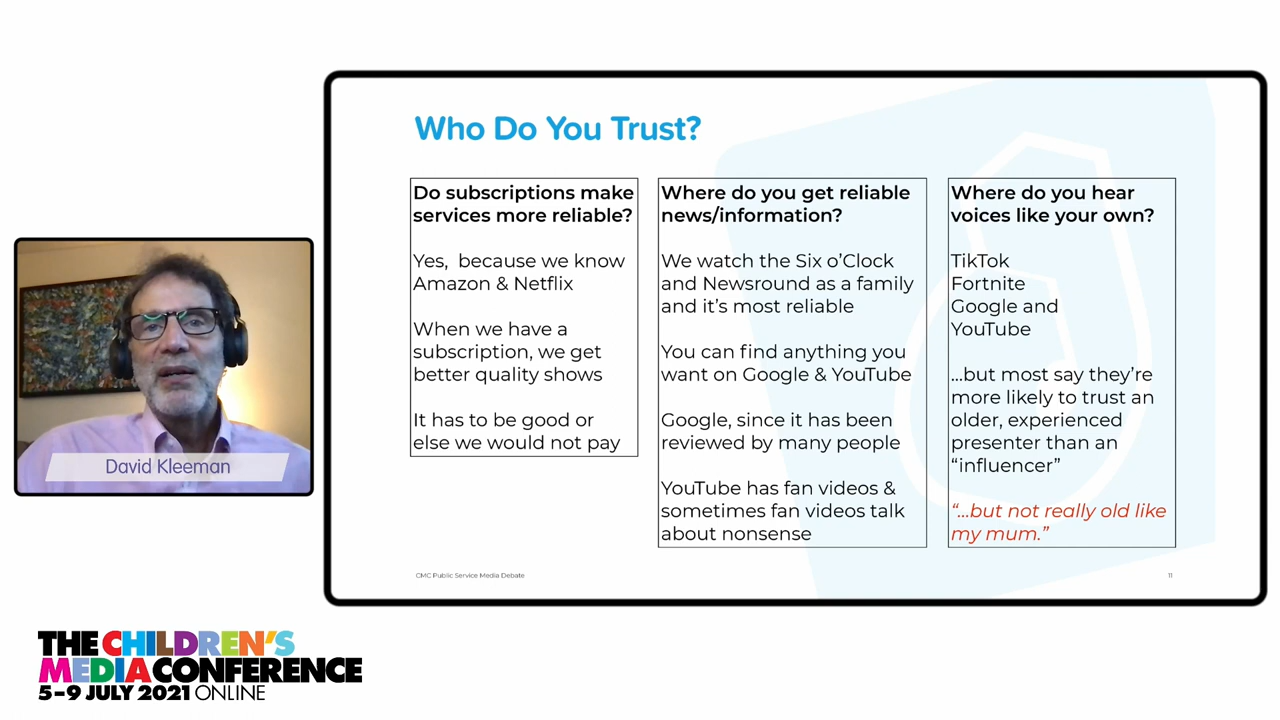 Who Do You Trust?
Do subscriptions make
services more reliable?
Yes, because we know
Amazon & Netflix
When we have a
subscription, we get
better quality shows
It has to be good or
else we would not pay
Where do you get reliable
news/information?
We watch the Six o’Clock
and Newsround as a family
and it’s most reliable
You can find anything you
want on Google & YouTube
Google, since it has been
reviewed by many people
YouTube has fan videos &
sometimes fan videos talk
about nonsense
Where do you hear
voices like your own?
TikTok
Fortnite
Google and
YouTube
...but most say they’re
more likely to trust an
older, experienced
presenter than an
“influencer”
“...but not really old like
my mum.”
CMC Public Service Media Debate
11
David Kleeman
THE CHILDREN'S
MEDIA CONFERENCE
5-9 JULY 2021 ONLINE